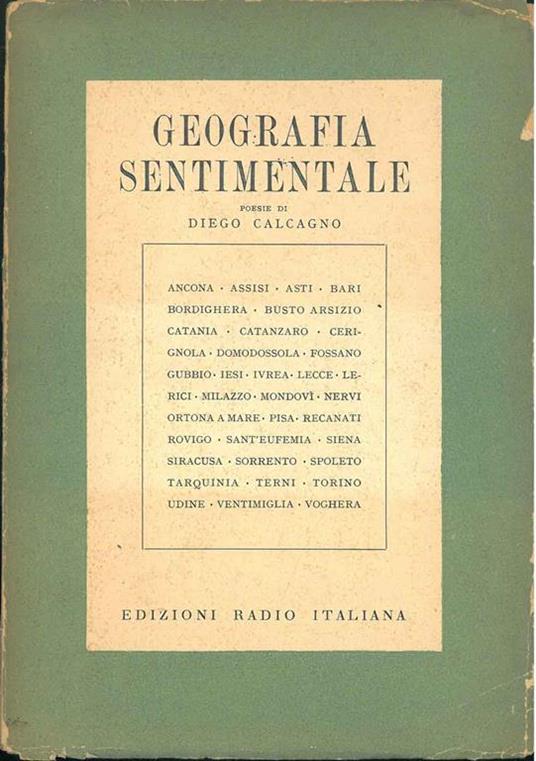 GEOGRAFIA
SENTIMENTALE
POESIE DI
DIEGO CALCAGNO
ANCONA · ASSISI · ASTI · BARI
BORDIGHERA · BUSTO ARSIZIO
CATANIA · CATANZARO · CERI-
GNOLA · DOMODOSSOLA · FOSSANO
GUBBIO · IESI · IVREA · LECCE · LE-
RICI · MILAZZO · MONDOVÌ · NERVI
ORTONA A MARE · PISA · RECANATI
ROVIGO · SANT'EUFEMIA · SIENA
SIRACUSA · SORRENTO · SPOLETO
TARQUINIA · TERNI · TORINO
UDINE · VENTIMIGLIA · VOGHERA
EDIZIONI RADIO ITALIANA